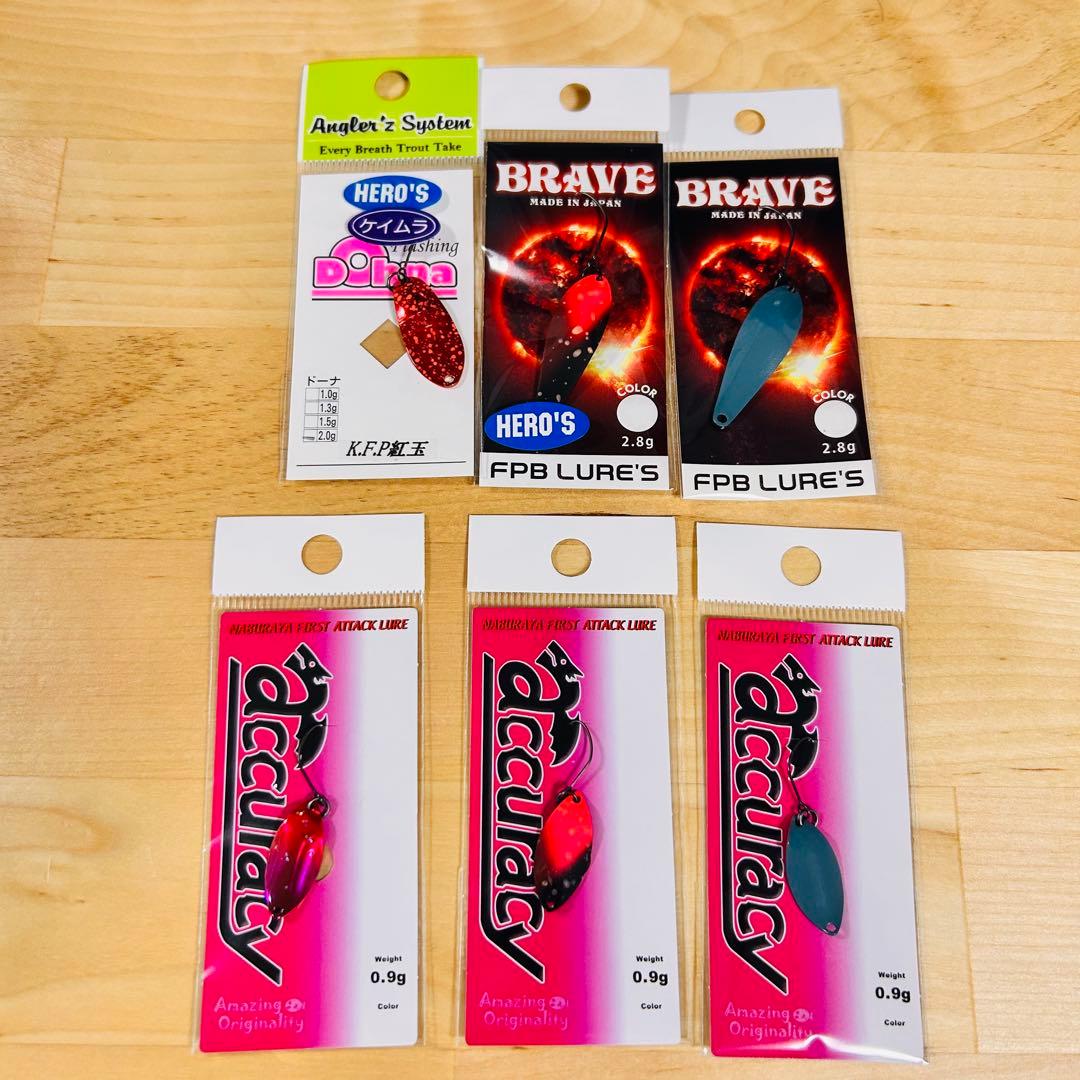 Angler'z System
Every Breath Trout Take
HERO'S
ケイムラ
Flashing
Dohna
ドーナ
1.0g
1.3g
1.5g
2.0g
K.F.P紅玉
BRAVE
MADE IN JAPAN
COLOR
2.8g
HERO'S
FPB LURE'S
BRAVE
MADE IN JAPAN
COLOR
2.8g
FPB LURE'S
NABURAYA FIRST ATTACK LURE
accuracy
Weight
0.9g
Color
Amazing
Originality
NABURAYA FIRST ATTACK LURE
accuracy
Weight
0.9g
Color
Amazing
Originality
NABURAYA FIRST ATTACK LURE
accuracy
Weight
0.9g
Color
Amazing
Originality